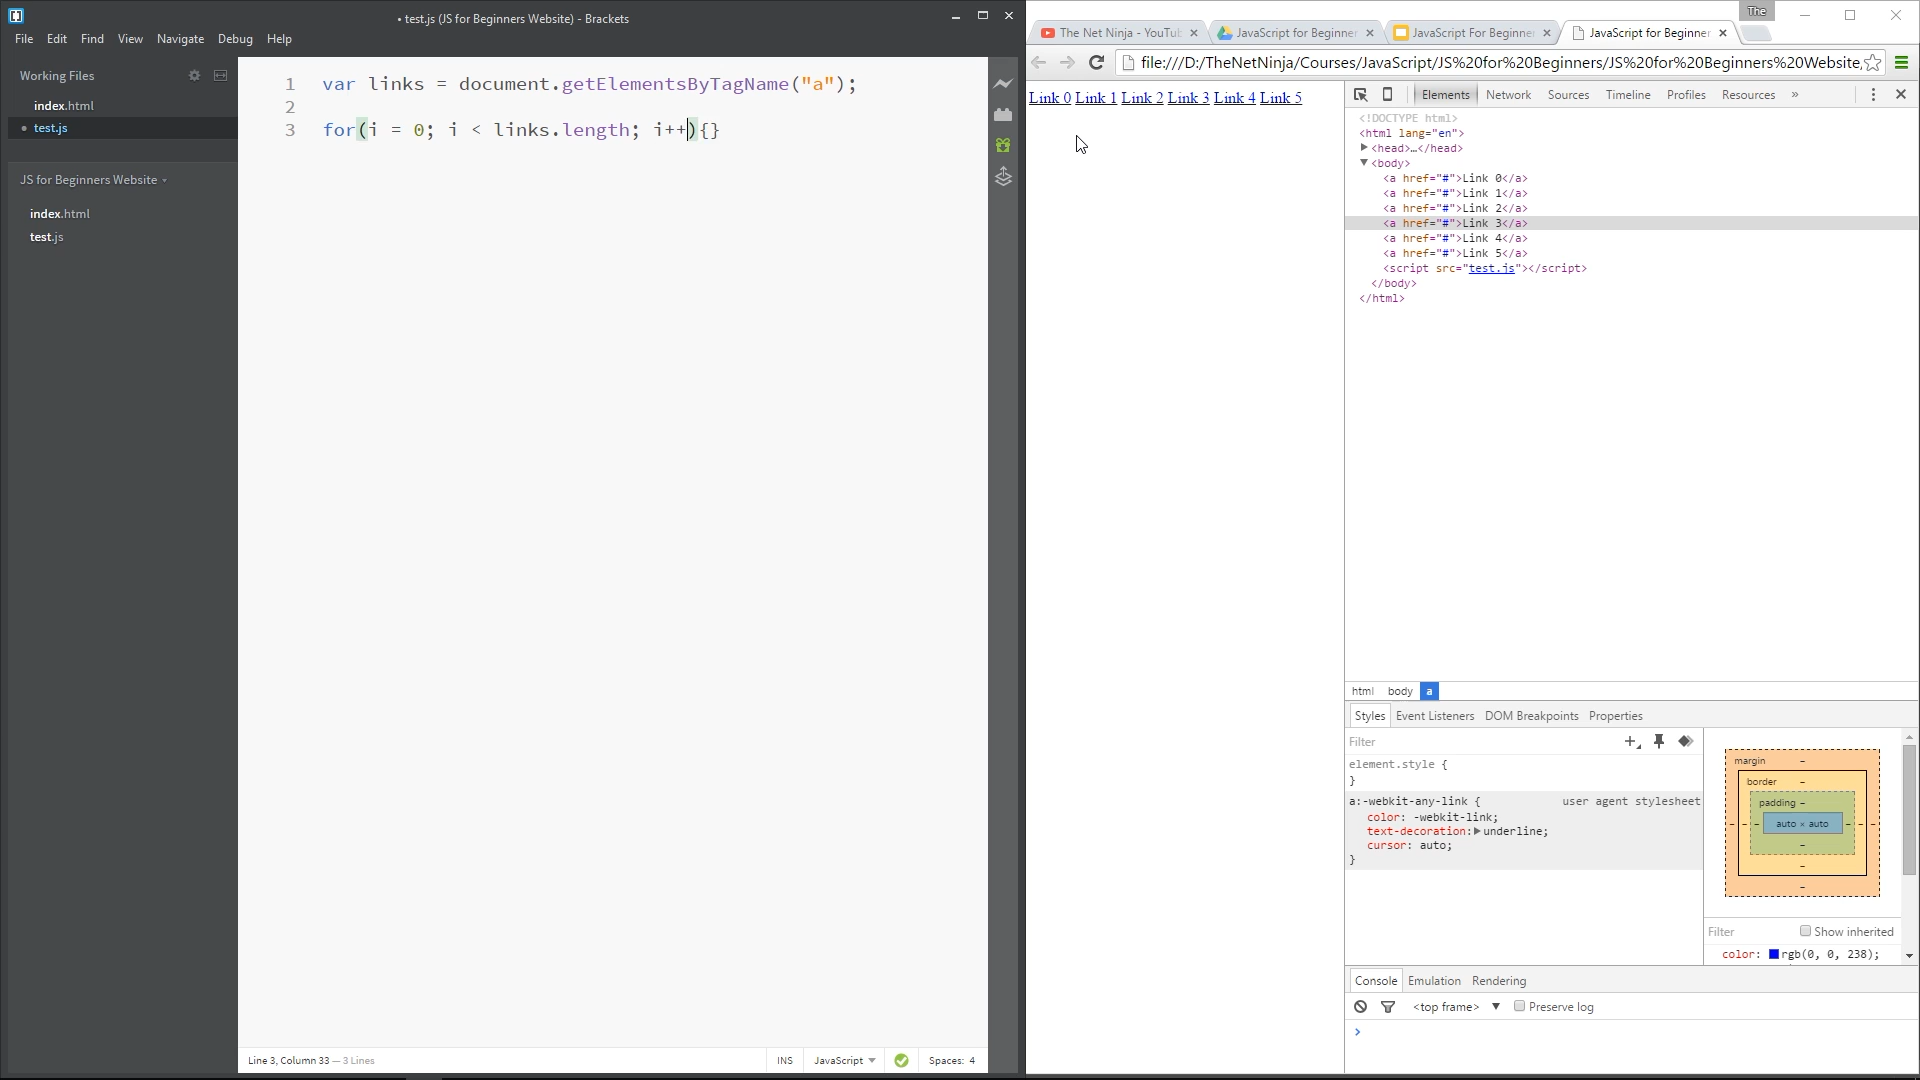 • test.js (JS for Beginners Website) - Brackets
File Edit Find View Navigate Debug Help
Working Files
index.html
• test.js
JS for Beginners Website
index.html
test.js
1 var links = document.getElementsByTagName("a");
2
3 for(i = 0; i < links.length; i++){}
Line 3, Column 33 — 3 Lines
INS JavaScript Spaces: 4
The
The Net Ninja - YouTu JavaScript for Beginner JavaScript For Beginner JavaScript for Beginner
file:///D:/TheNetNinja/Courses/JavaScript/JS%20for%20Beginners/JS%20for%20Beginners%20Website,
Link 0 Link 1 Link 2 Link 3 Link 4 Link 5
Elements Network Sources Timeline Profiles Resources »
<!DOCTYPE html>
<html lang="en">
<head>…</head>
<body>
<a href="#">Link 0</a>
<a href="#">Link 1</a>
<a href="#">Link 2</a>
<a href="#">Link 3</a>
<a href="#">Link 4</a>
<a href="#">Link 5</a>
<script src="test.js"></script>
</body>
</html>
html body a
Styles Event Listeners DOM Breakpoints Properties
Filter
element.style {
}
a:-webkit-any-link { user agent stylesheet
color: -webkit-link;
text-decoration: underline;
cursor: auto;
}
margin –
border –
padding –
– – – auto × auto – – –
–
–
–
Filter Show inherited
color: rgb(0, 0, 238);
Console Emulation Rendering
<top frame> ▼ Preserve log
>